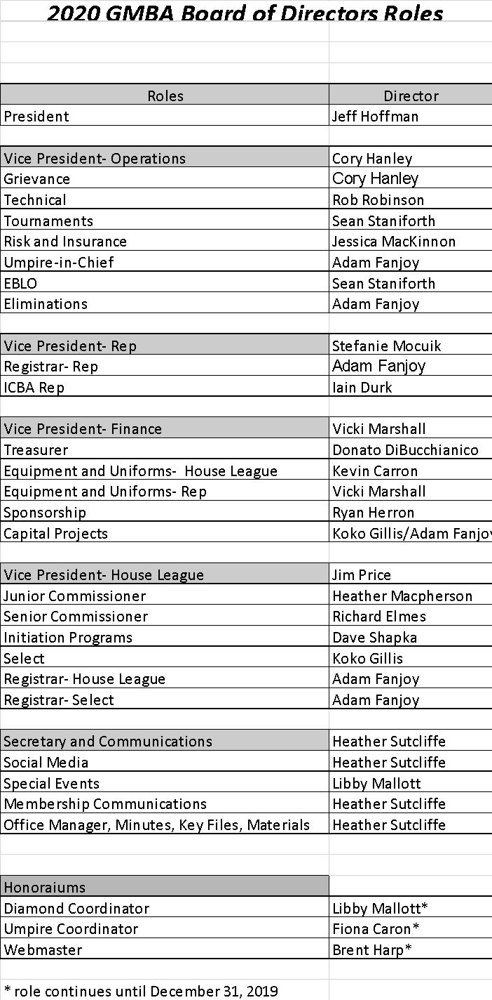 2020 GMBA Board of Directors Roles
Roles Director
President Jeff Hoffman
Vice President- Operations Cory Hanley
Grievance Cory Hanley
Technical Rob Robinson
Tournaments Sean Staniforth
Risk and Insurance Jessica MacKinnon
Umpire-in-Chief Adam Fanjoy
EBLO Sean Staniforth
Eliminations Adam Fanjoy
Vice President- Rep Stefanie Mocuik
Registrar- Rep Adam Fanjoy
ICBA Rep Iain Durk
Vice President- Finance Vicki Marshall
Treasurer Donato DiBucchianico
Equipment and Uniforms-  House League Kevin Carron
Equipment and Uniforms- Rep Vicki Marshall
Sponsorship Ryan Herron
Capital Projects Koko Gillis/Adam Fanjoy
Vice President- House League Jim Price
Junior Commissioner Heather Macpherson
Senior Commissioner Richard Elmes
Initiation Programs Dave Shapka
Select Koko Gillis
Registrar- House League Adam Fanjoy
Registrar- Select Adam Fanjoy
Secretary and Communications Heather Sutcliffe
Social Media Heather Sutcliffe
Special Events Libby Mallott
Membership Communications Heather Sutcliffe
Office Manager, Minutes, Key Files, Materials Heather Sutcliffe
Honoraiums
Diamond Coordinator Libby Mallott*
Umpire Coordinator Fiona Caron*
Webmaster Brent Harp*
* role continues until December 31, 2019